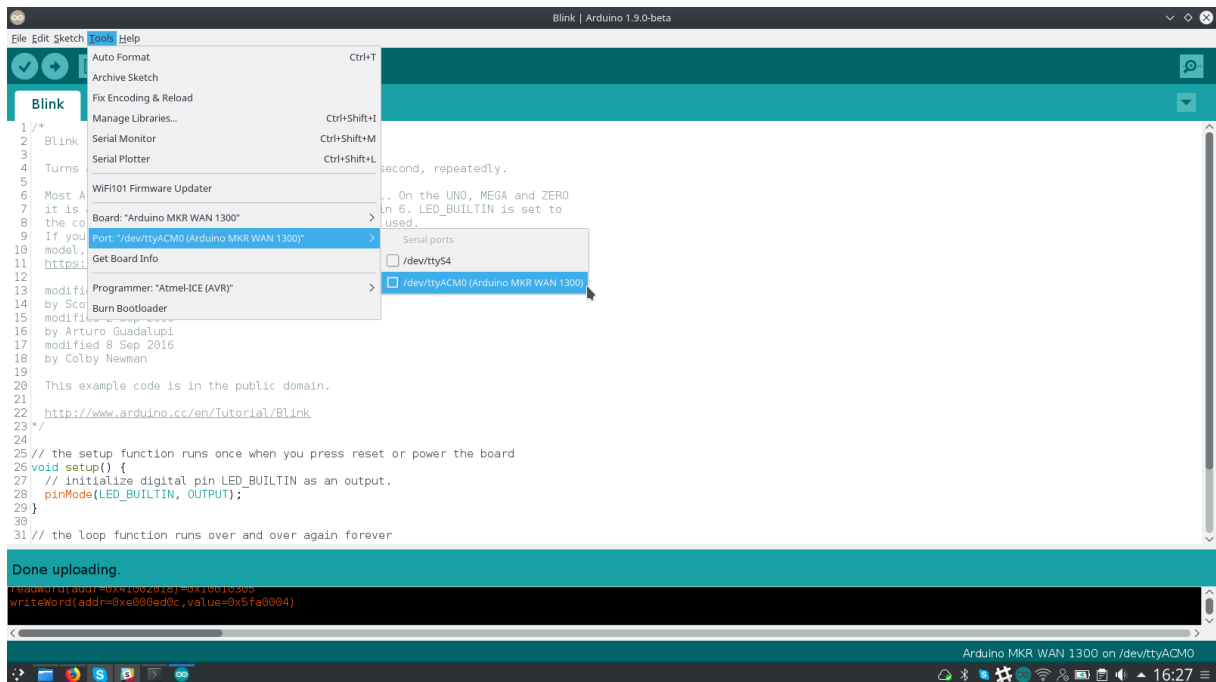 Blink | Arduino 1.9.0-beta
File Edit Sketch Tools Help
Auto Format Ctrl+T
Archive Sketch
Fix Encoding & Reload
Manage Libraries... Ctrl+Shift+I
Serial Monitor Ctrl+Shift+M
Serial Plotter Ctrl+Shift+L
WiFi101 Firmware Updater
Board: "Arduino MKR WAN 1300"
Port: "/dev/ttyACM0 (Arduino MKR WAN 1300)"
Get Board Info
Programmer: "Atmel-ICE (AVR)"
Burn Bootloader
Serial ports
/dev/ttyS4
/dev/ttyACM0 (Arduino MKR WAN 1300)
Blink
1 /*
2 Blink
3
4 Turns second, repeatedly.
5
6 Most A . On the UNO, MEGA and ZERO
7 it is in 6. LED_BUILTIN is set to
8 the co used.
9 If you
10 model,
11 https:
12
13 modifi
14 by Sco
15 modified 2 Sep 2016
16 by Arturo Guadalupi
17 modified 8 Sep 2016
18 by Colby Newman
19
20 This example code is in the public domain.
21
22 http://www.arduino.cc/en/Tutorial/Blink
23 */
24
25 // the setup function runs once when you press reset or power the board
26 void setup() {
27 // initialize digital pin LED_BUILTIN as an output.
28 pinMode(LED_BUILTIN, OUTPUT);
29 }
30
31 // the loop function runs over and over again forever
Done uploading.
readWord(addr=0x41002018)=0x10010305
writeWord(addr=0xe000ed0c,value=0x5fa0004)
Arduino MKR WAN 1300 on /dev/ttyACM0
16:27